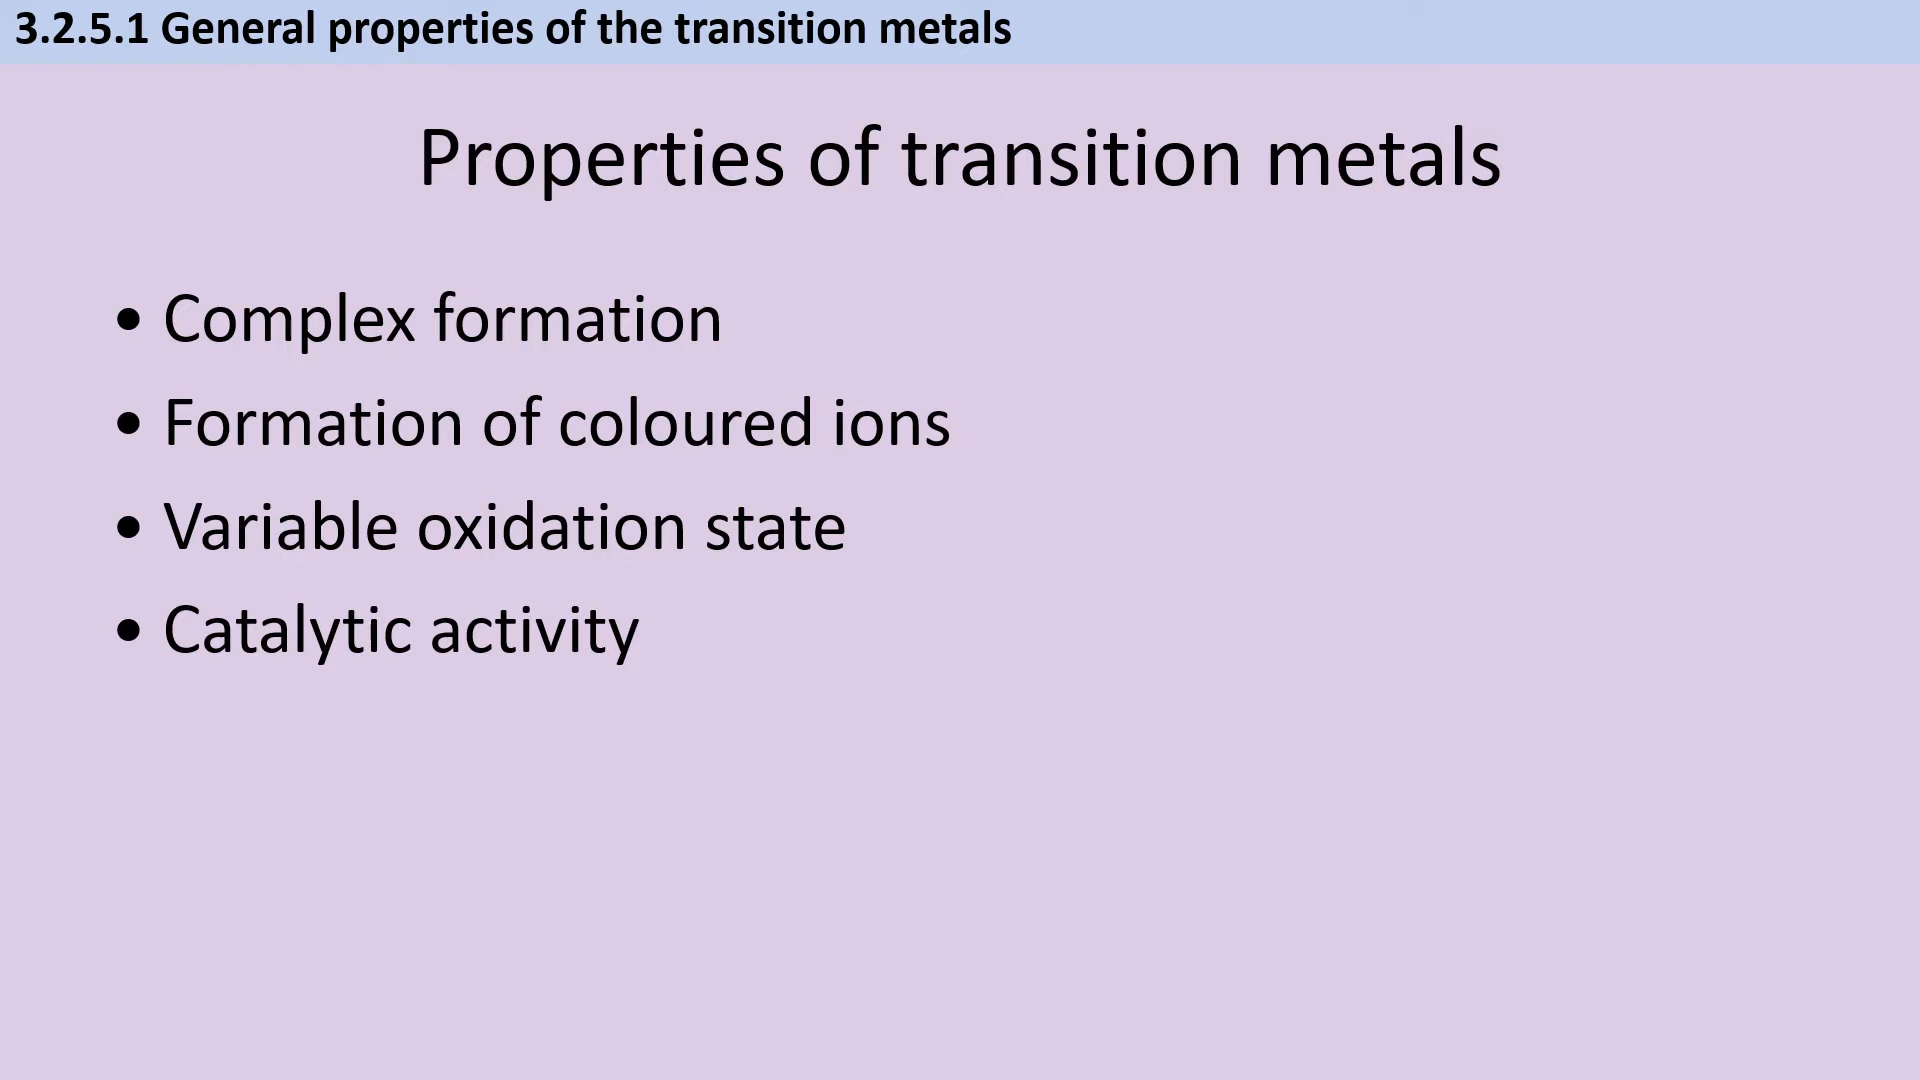 3.2.5.1 General properties of the transition metals
Properties of transition metals
• Complex formation
• Formation of coloured ions
• Variable oxidation state
• Catalytic activity